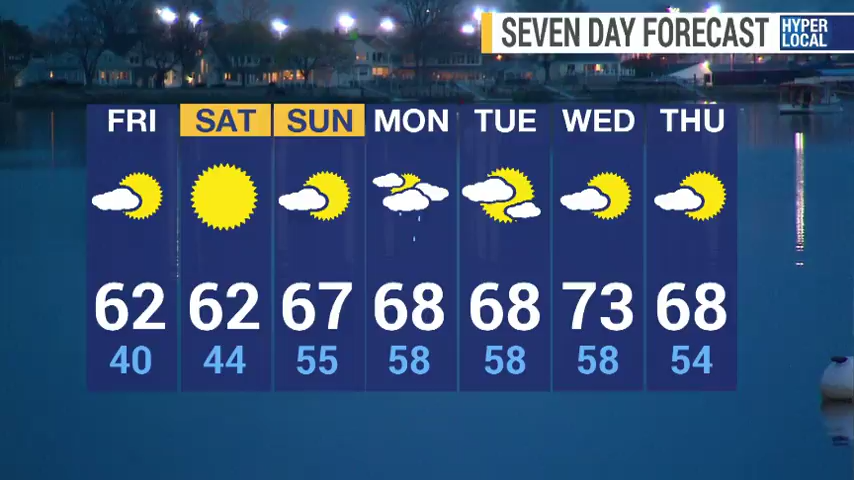 SEVEN DAY FORECAST
HYPER
LOCAL
FRI SAT SUN MON TUE WED THU
62 62 67 68 68 73 68
40 44 55 58 58 58 54